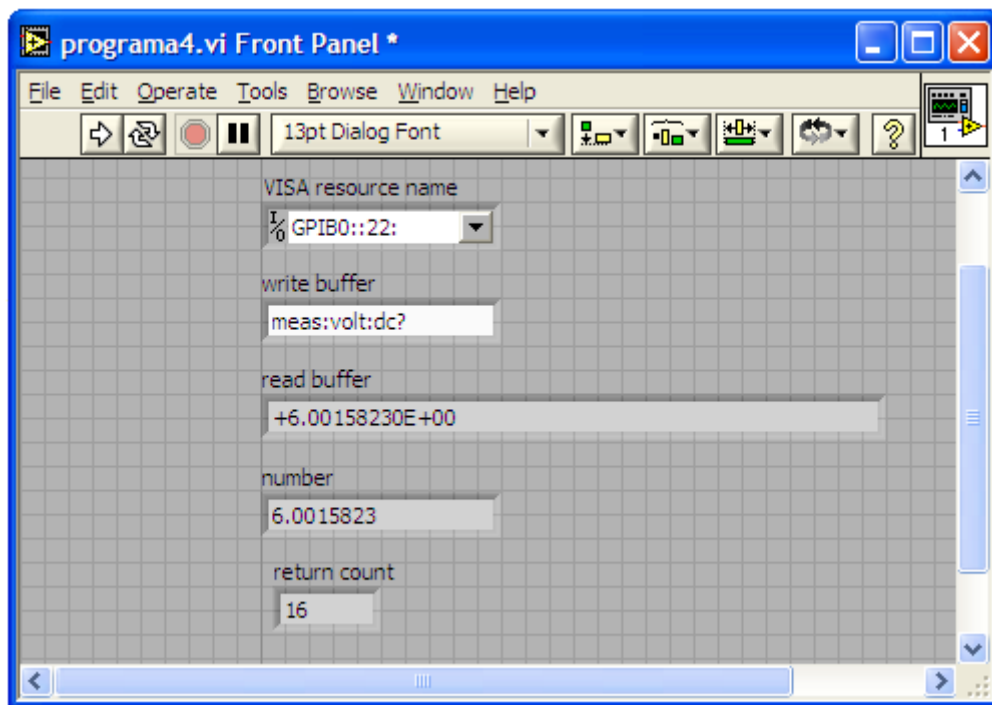 programa4.vi Front Panel *
File Edit Operate Tools Browse Window Help
13pt Dialog Font
1
VISA resource name
I/O GPIB0::22:
write buffer
meas:volt:dc?
read buffer
+6.00158230E+00
number
6.0015823
return count
16